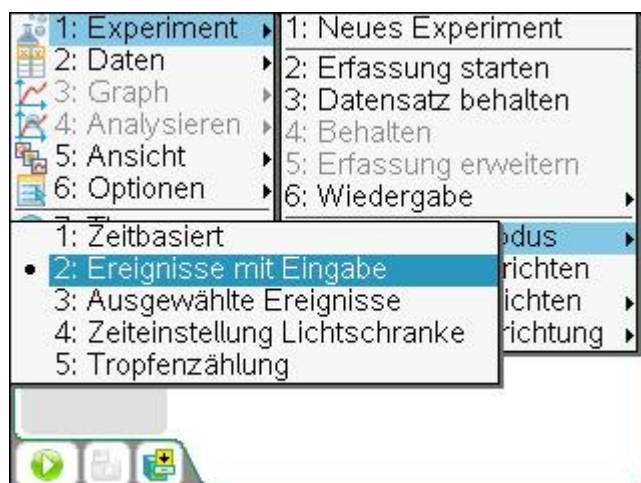 1: Experiment
2: Daten
3: Graph
4: Analysieren
5: Ansicht
6: Optionen
1: Neues Experiment
2: Erfassung starten
3: Datensatz behalten
4: Behalten
5: Erfassung erweitern
6: Wiedergabe
1: Zeitbasiert
2: Ereignisse mit Eingabe
3: Ausgewählte Ereignisse
4: Zeiteinstellung Lichtschranke
5: Tropfenzählung